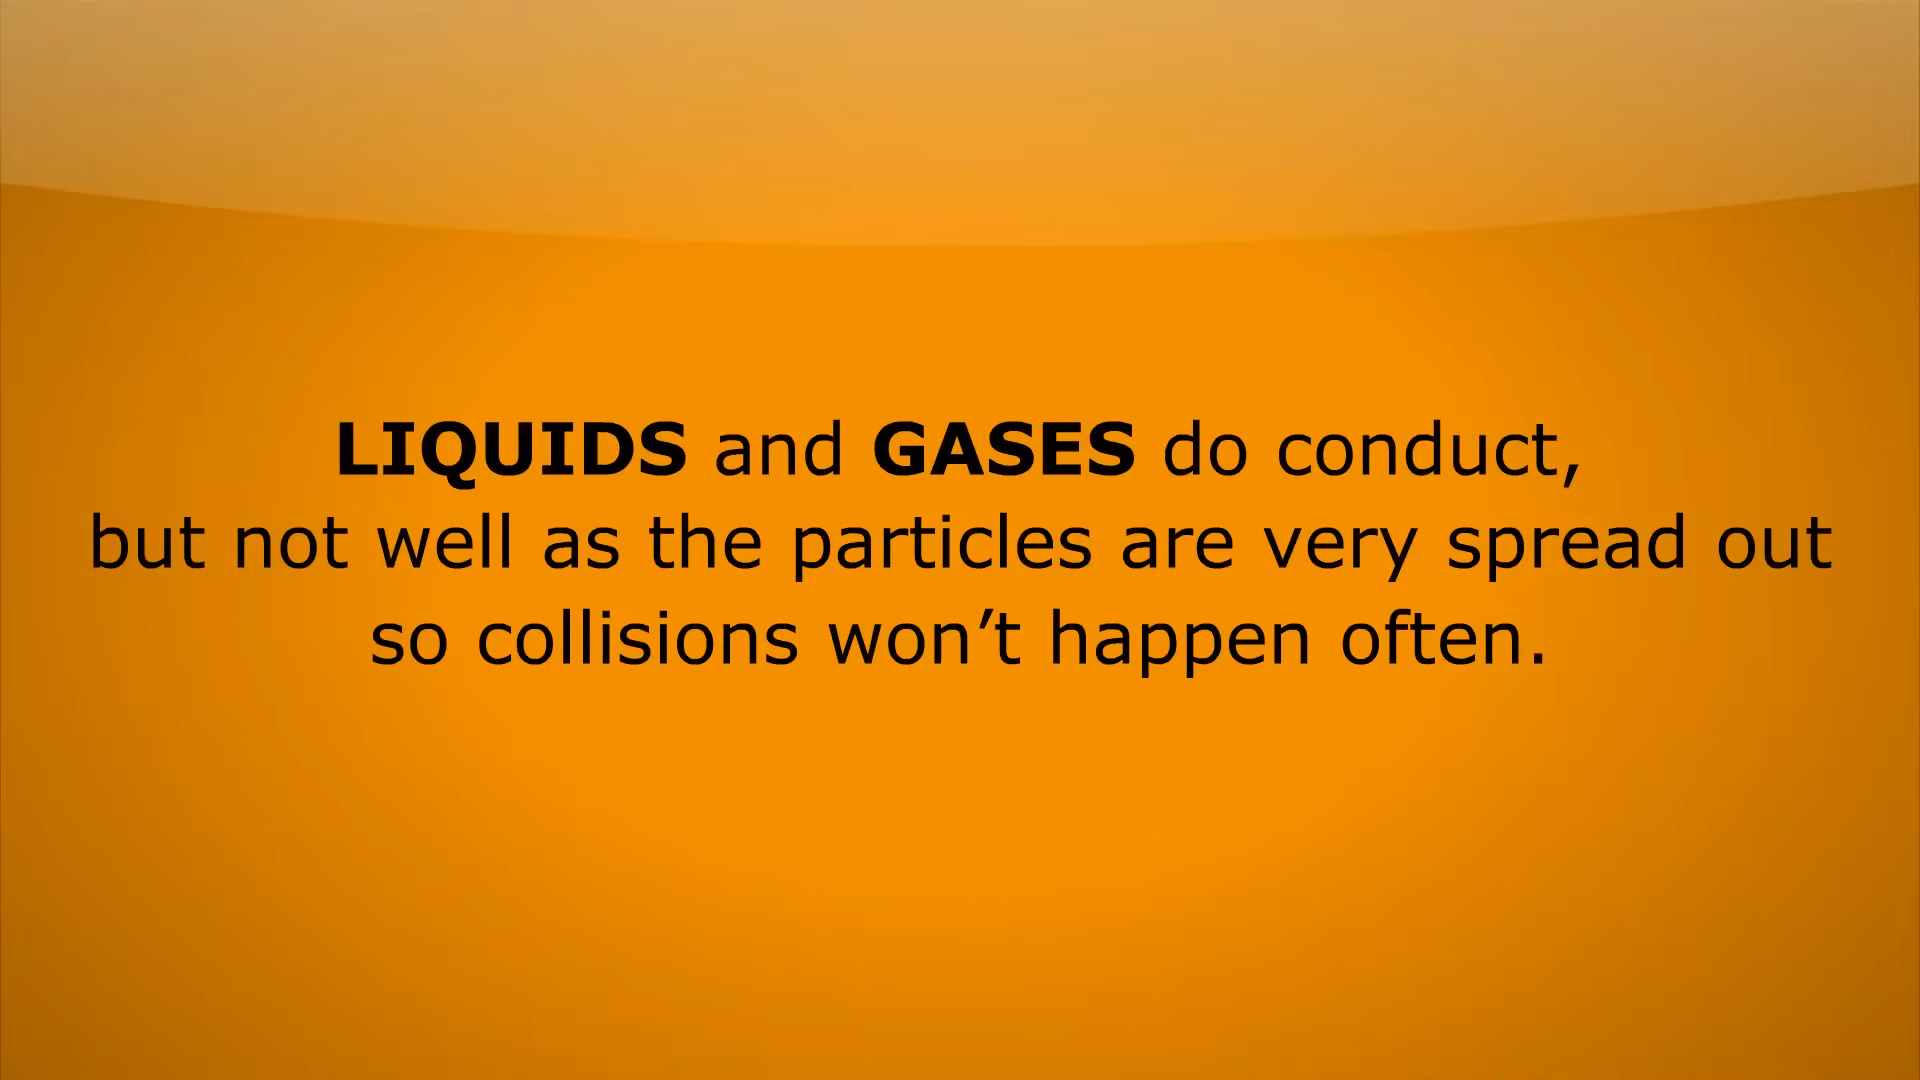 LIQUIDS and GASES do conduct,
but not well as the particles are very spread out
so collisions won’t happen often.